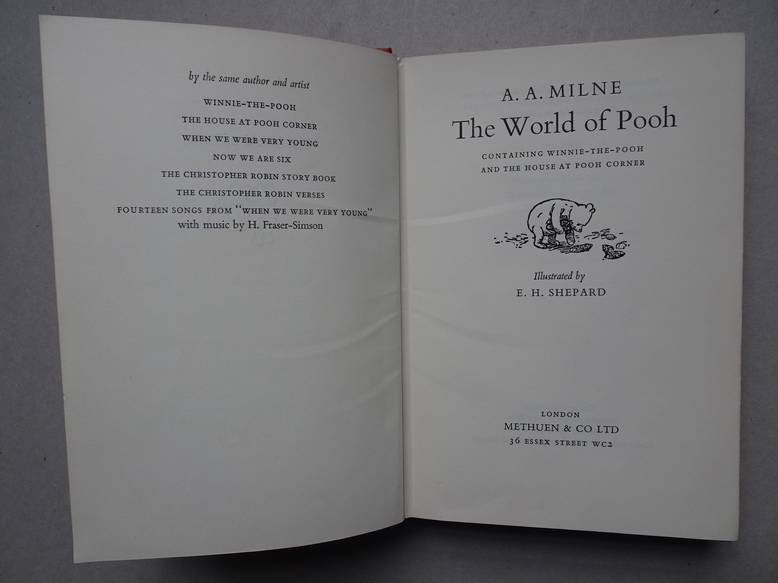 by the same author and artist
WINNIE-THE-POOH
THE HOUSE AT POOH CORNER
WHEN WE WERE VERY YOUNG
NOW WE ARE SIX
THE CHRISTOPHER ROBIN STORY BOOK
THE CHRISTOPHER ROBIN VERSES
FOURTEEN SONGS FROM "WHEN WE WERE VERY YOUNG"
with music by H. Fraser-Simson
A. A. MILNE
The World of Pooh
CONTAINING WINNIE-THE-POOH
AND THE HOUSE AT POOH CORNER
Illustrated by
E. H. SHEPARD
LONDON
METHUEN & CO LTD
36 ESSEX STREET WC2